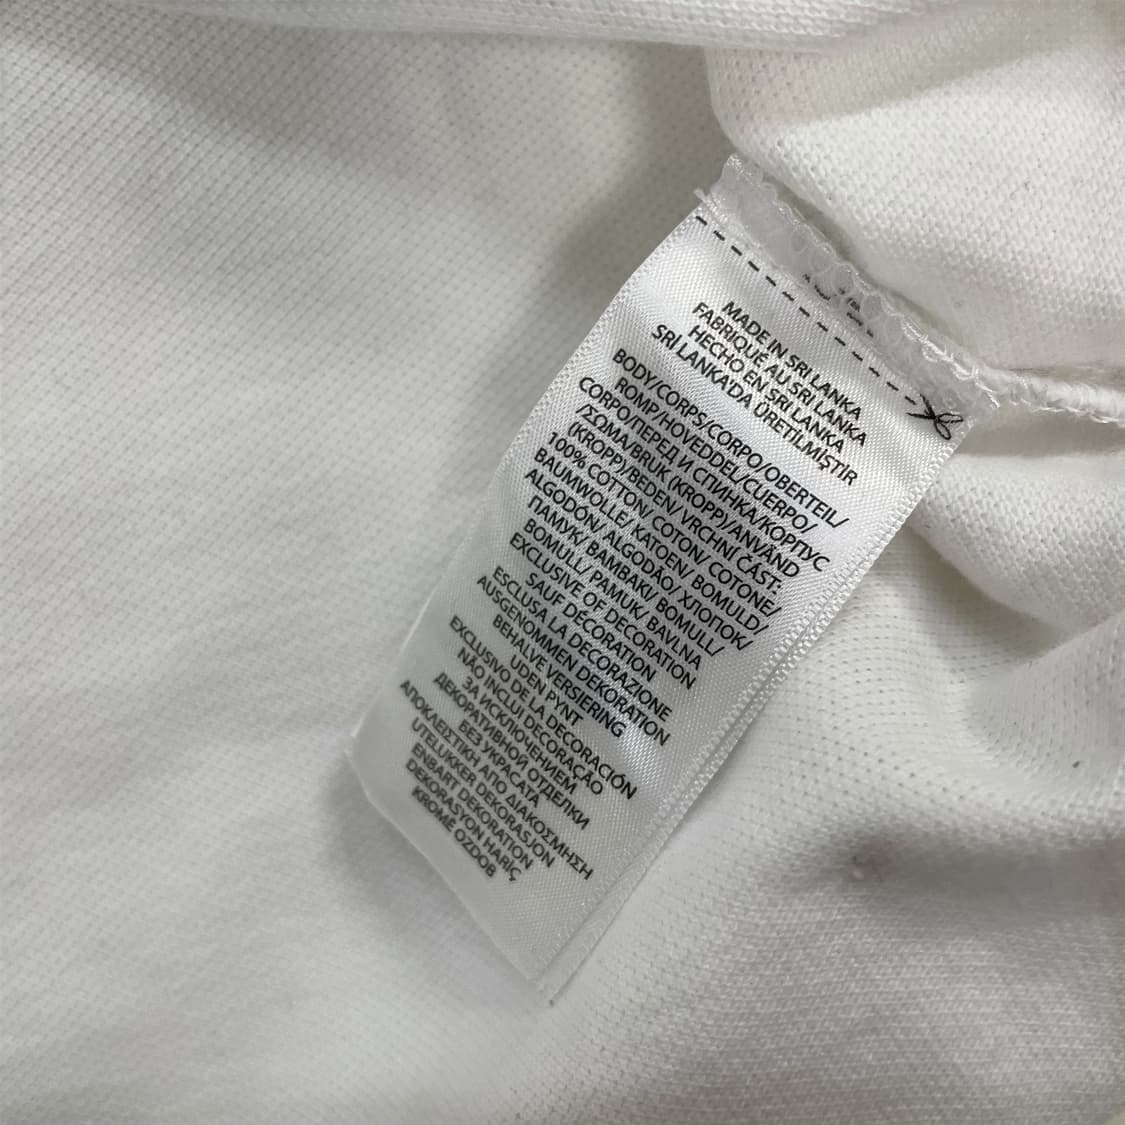 MADE IN SRI LANKA
FABRIQUÉ AU SRI LANKA
HECHO EN SRI LANKA
SRİ LANKA'DA ÜRETİLMİŞTİR
BODY/CORPS/CORPO/OBERTEIL/
ROMP/HOVEDDEL/CUERPO/
CORPO/ПЕРЕД И СПИНКА/КОРПУС
/ΣΩΜΑ/BRUK (KROPP)/ANVÄND
(KROPP)/BEDEN/VRCHNÍ ČÁST:
100% COTTON/ COTON/ COTONE/
BAUMWOLLE/ KATOEN/ BOMULD/
ALGODÓN/ ALGODÃO/ ХЛОПОК/
ПАМУК/ ΒΑΜΒΑΚΙ/ BOMULL/
BOMULL/ PAMUK/ BAVLNA
EXCLUSIVE OF DECORATION
SAUF DÉCORATION
ESCLUSA LA DECORAZIONE
AUSGENOMMEN DEKORATION
BEHALVE VERSIERING
UDEN PYNT
EXCLUSIVO DE LA DECORACIÓN
NÃO INCLUI DECORAÇÃO
ЗА ИСКЛЮЧЕНИЕМ
ДЕКОРАТИВНОЙ ОТДЕЛКИ
БЕЗ УКРАСАТА
ΑΠΟΚΛΕΙΣΤΙΚΗ ΑΠΟ ΔΙΑΚΟΣΜΗΣΗ
UTELUKKER DEKORASJON
ENBART DEKORATION
DEKORASYON HARİÇ
KROMĚ OZDOB